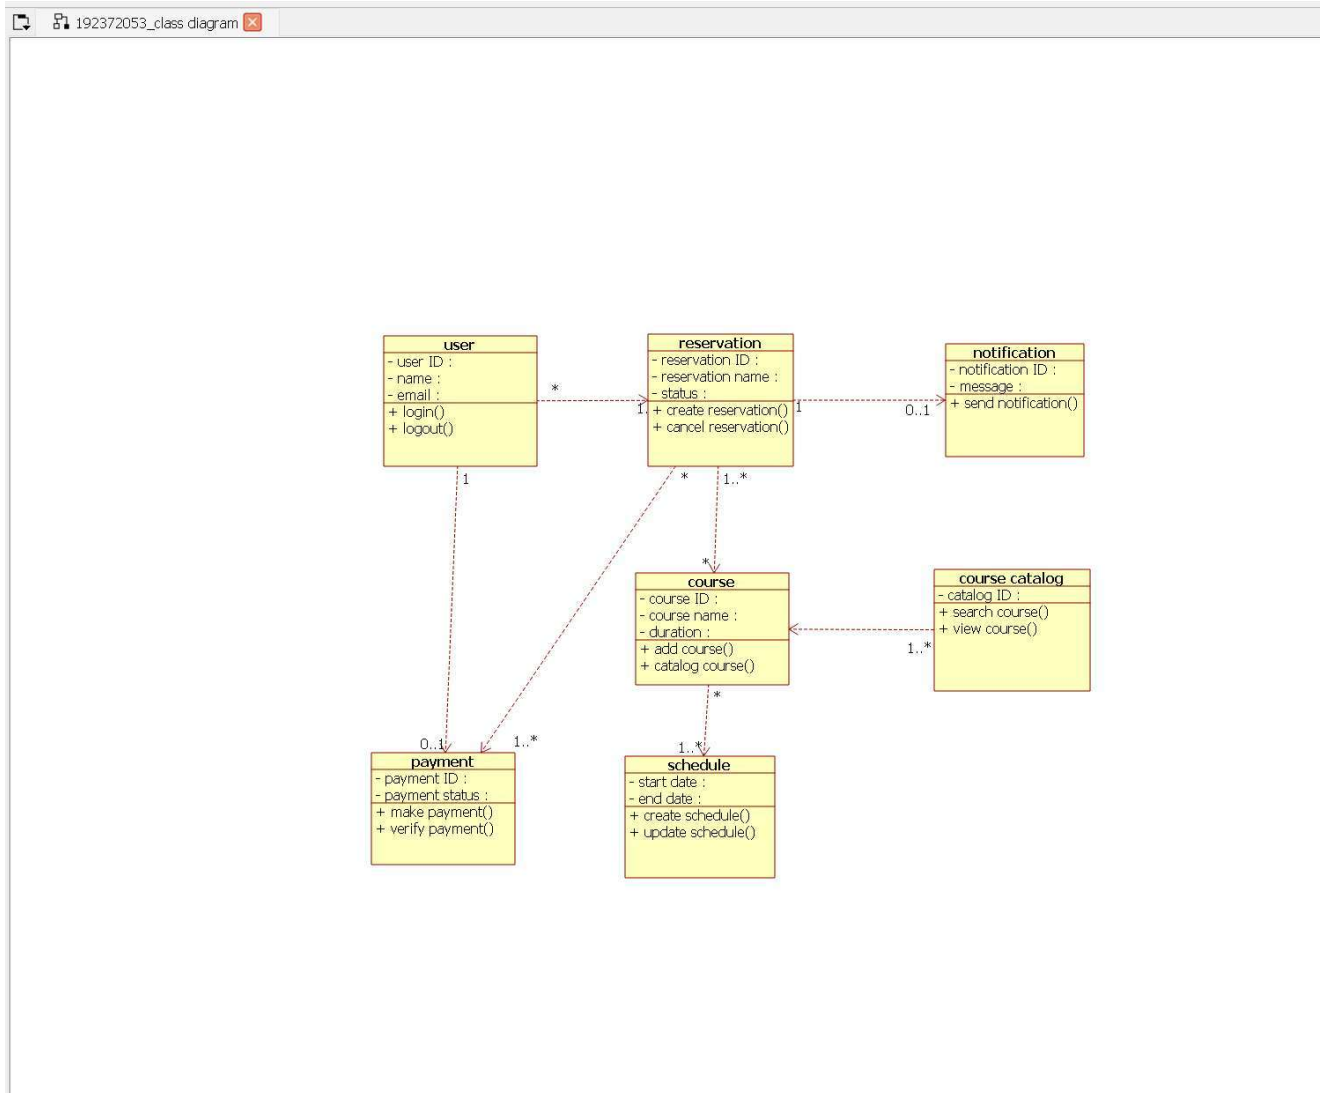 192372053_class diagram
user
- user ID :
- name :
- email :
+ login()
+ logout()
reservation
- reservation ID :
- reservation name :
- status :
+ create reservation()
+ cancel reservation()
notification
- notification ID :
- message :
+ send notification()
*
1
0..1
1
*
1..*
*
course
- course ID :
- course name :
- duration :
+ add course()
+ catalog course()
course catalog
- catalog ID :
+ search course()
+ view course()
1..*
*
0..1
1..*
1..*
payment
- payment ID :
- payment status :
+ make payment()
+ verify payment()
schedule
- start date :
- end date :
+ create schedule()
+ update schedule()